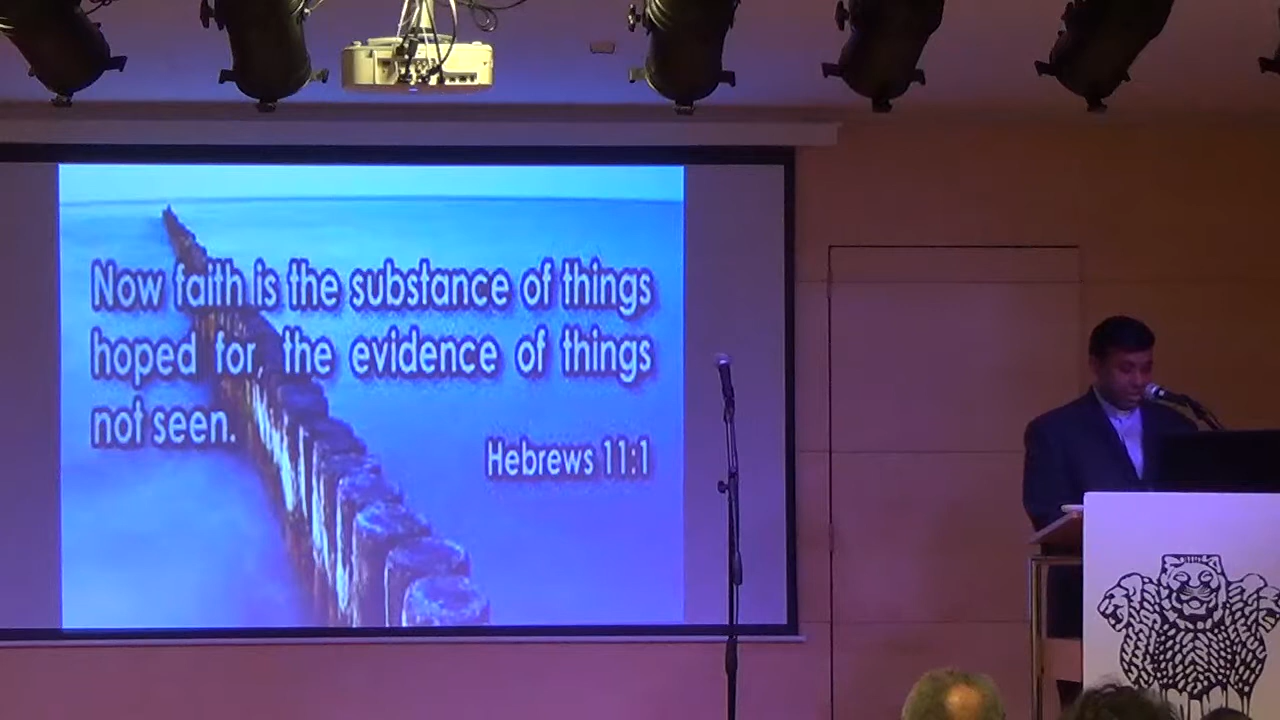 Now faith is the substance of things
hoped for, the evidence of things
not seen.
Hebrews 11:1